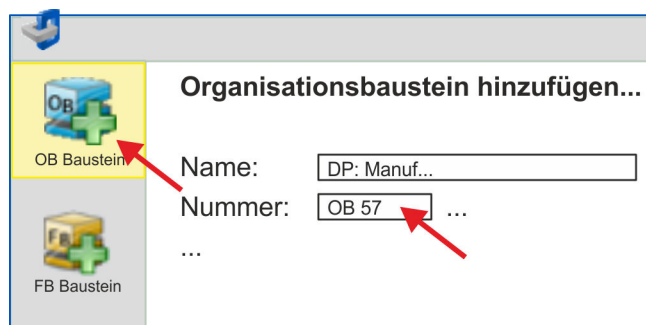 Organisationsbaustein hinzufügen...
OB
OB Baustein
Name: DP: Manuf...
Nummer: OB 57 ...
...
FB
FB Baustein